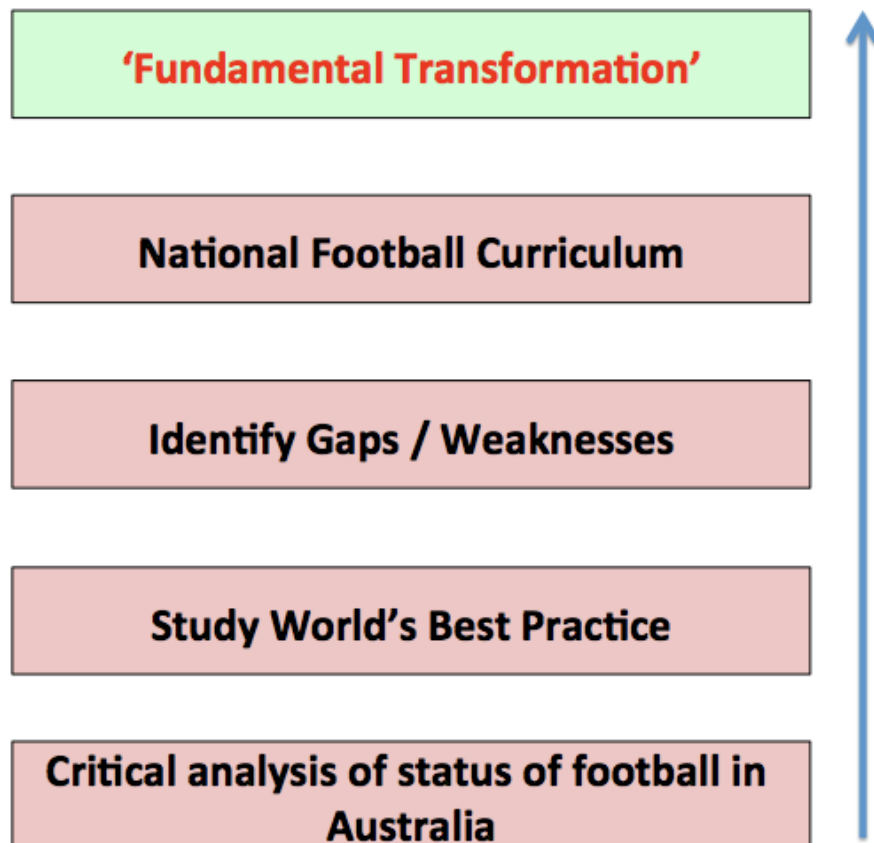 ‘Fundamental Transformation’
National Football Curriculum
Identify Gaps / Weaknesses
Study World’s Best Practice
Critical analysis of status of football in
Australia